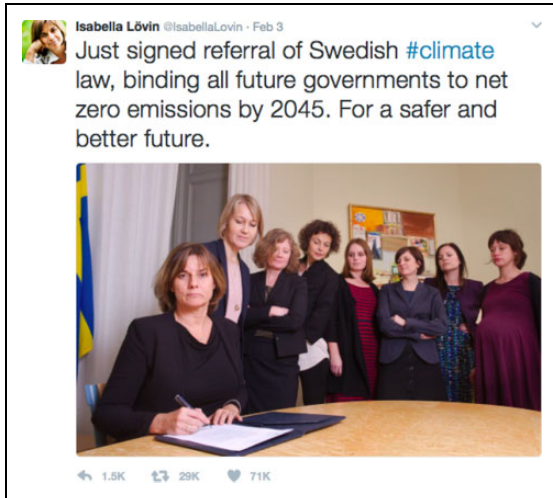 Isabella Lövin @IsabellaLovin · Feb 3
Just signed referral of Swedish #climate
law, binding all future governments to net
zero emissions by 2045. For a safer and
better future.
1.5K 29K 71K